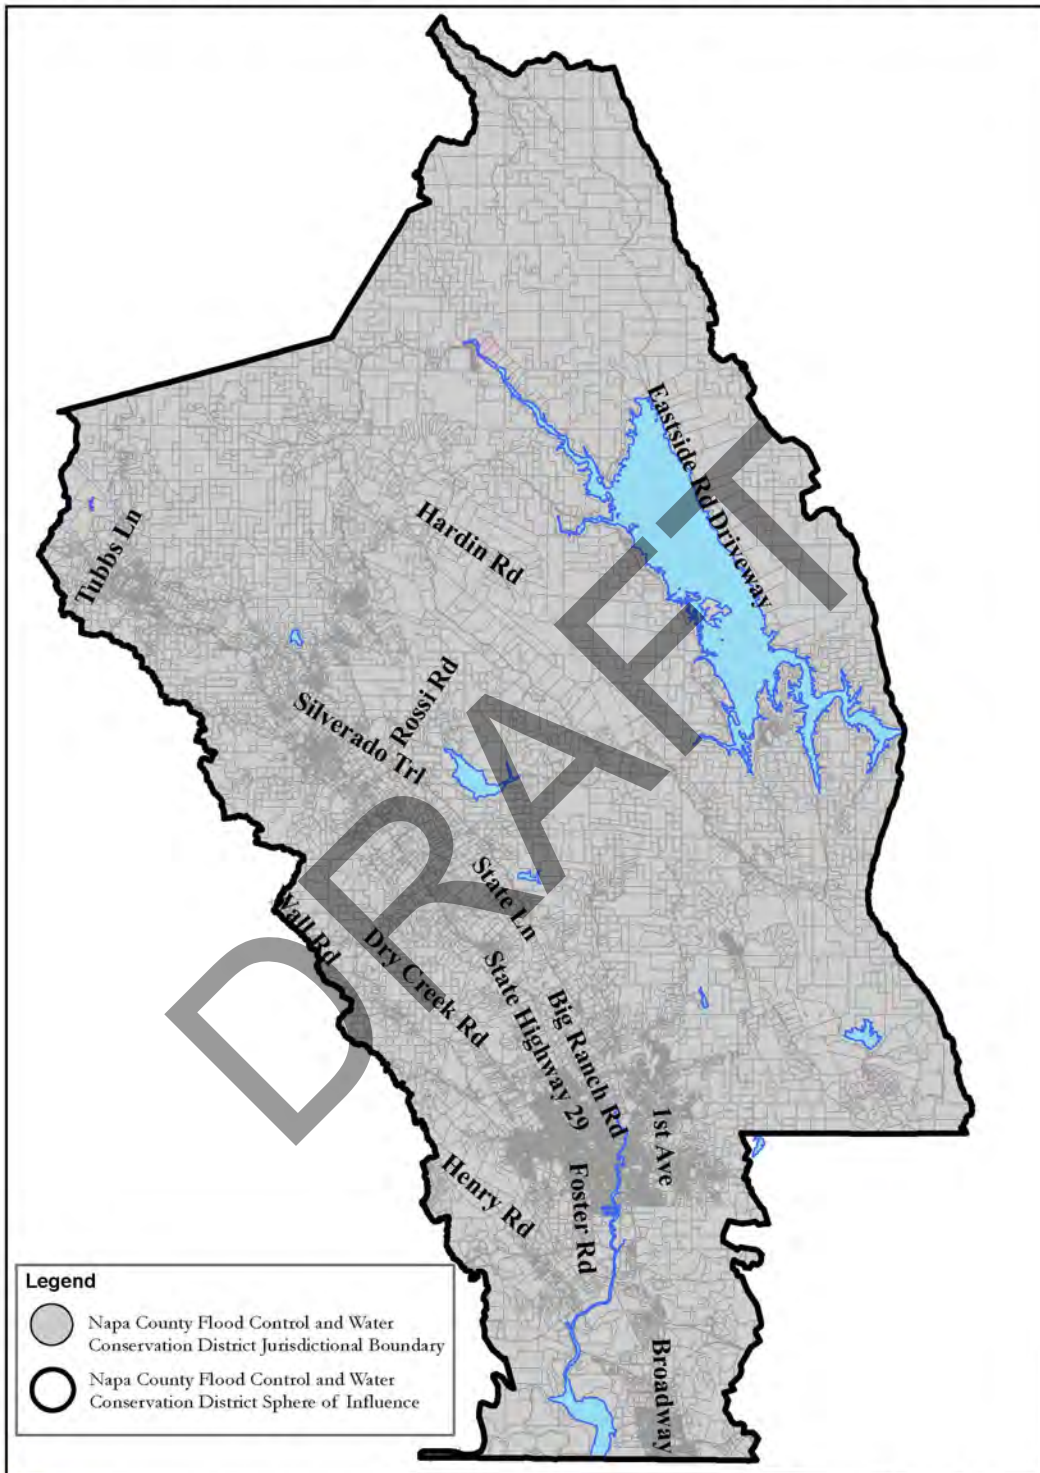 Eastside Rd Driveway
Hardin Rd
Tubbs Ln
Rossi Rd
Silverado Trl
State Ln
Wall Rd
Dry Creek Rd
State Highway 29
Big Ranch Rd
1st Ave
Henry Rd
Foster Rd
Broadway
DRAFT
Legend
Napa County Flood Control and Water
Conservation District Jurisdictional Boundary
Napa County Flood Control and Water
Conservation District Sphere of Influence